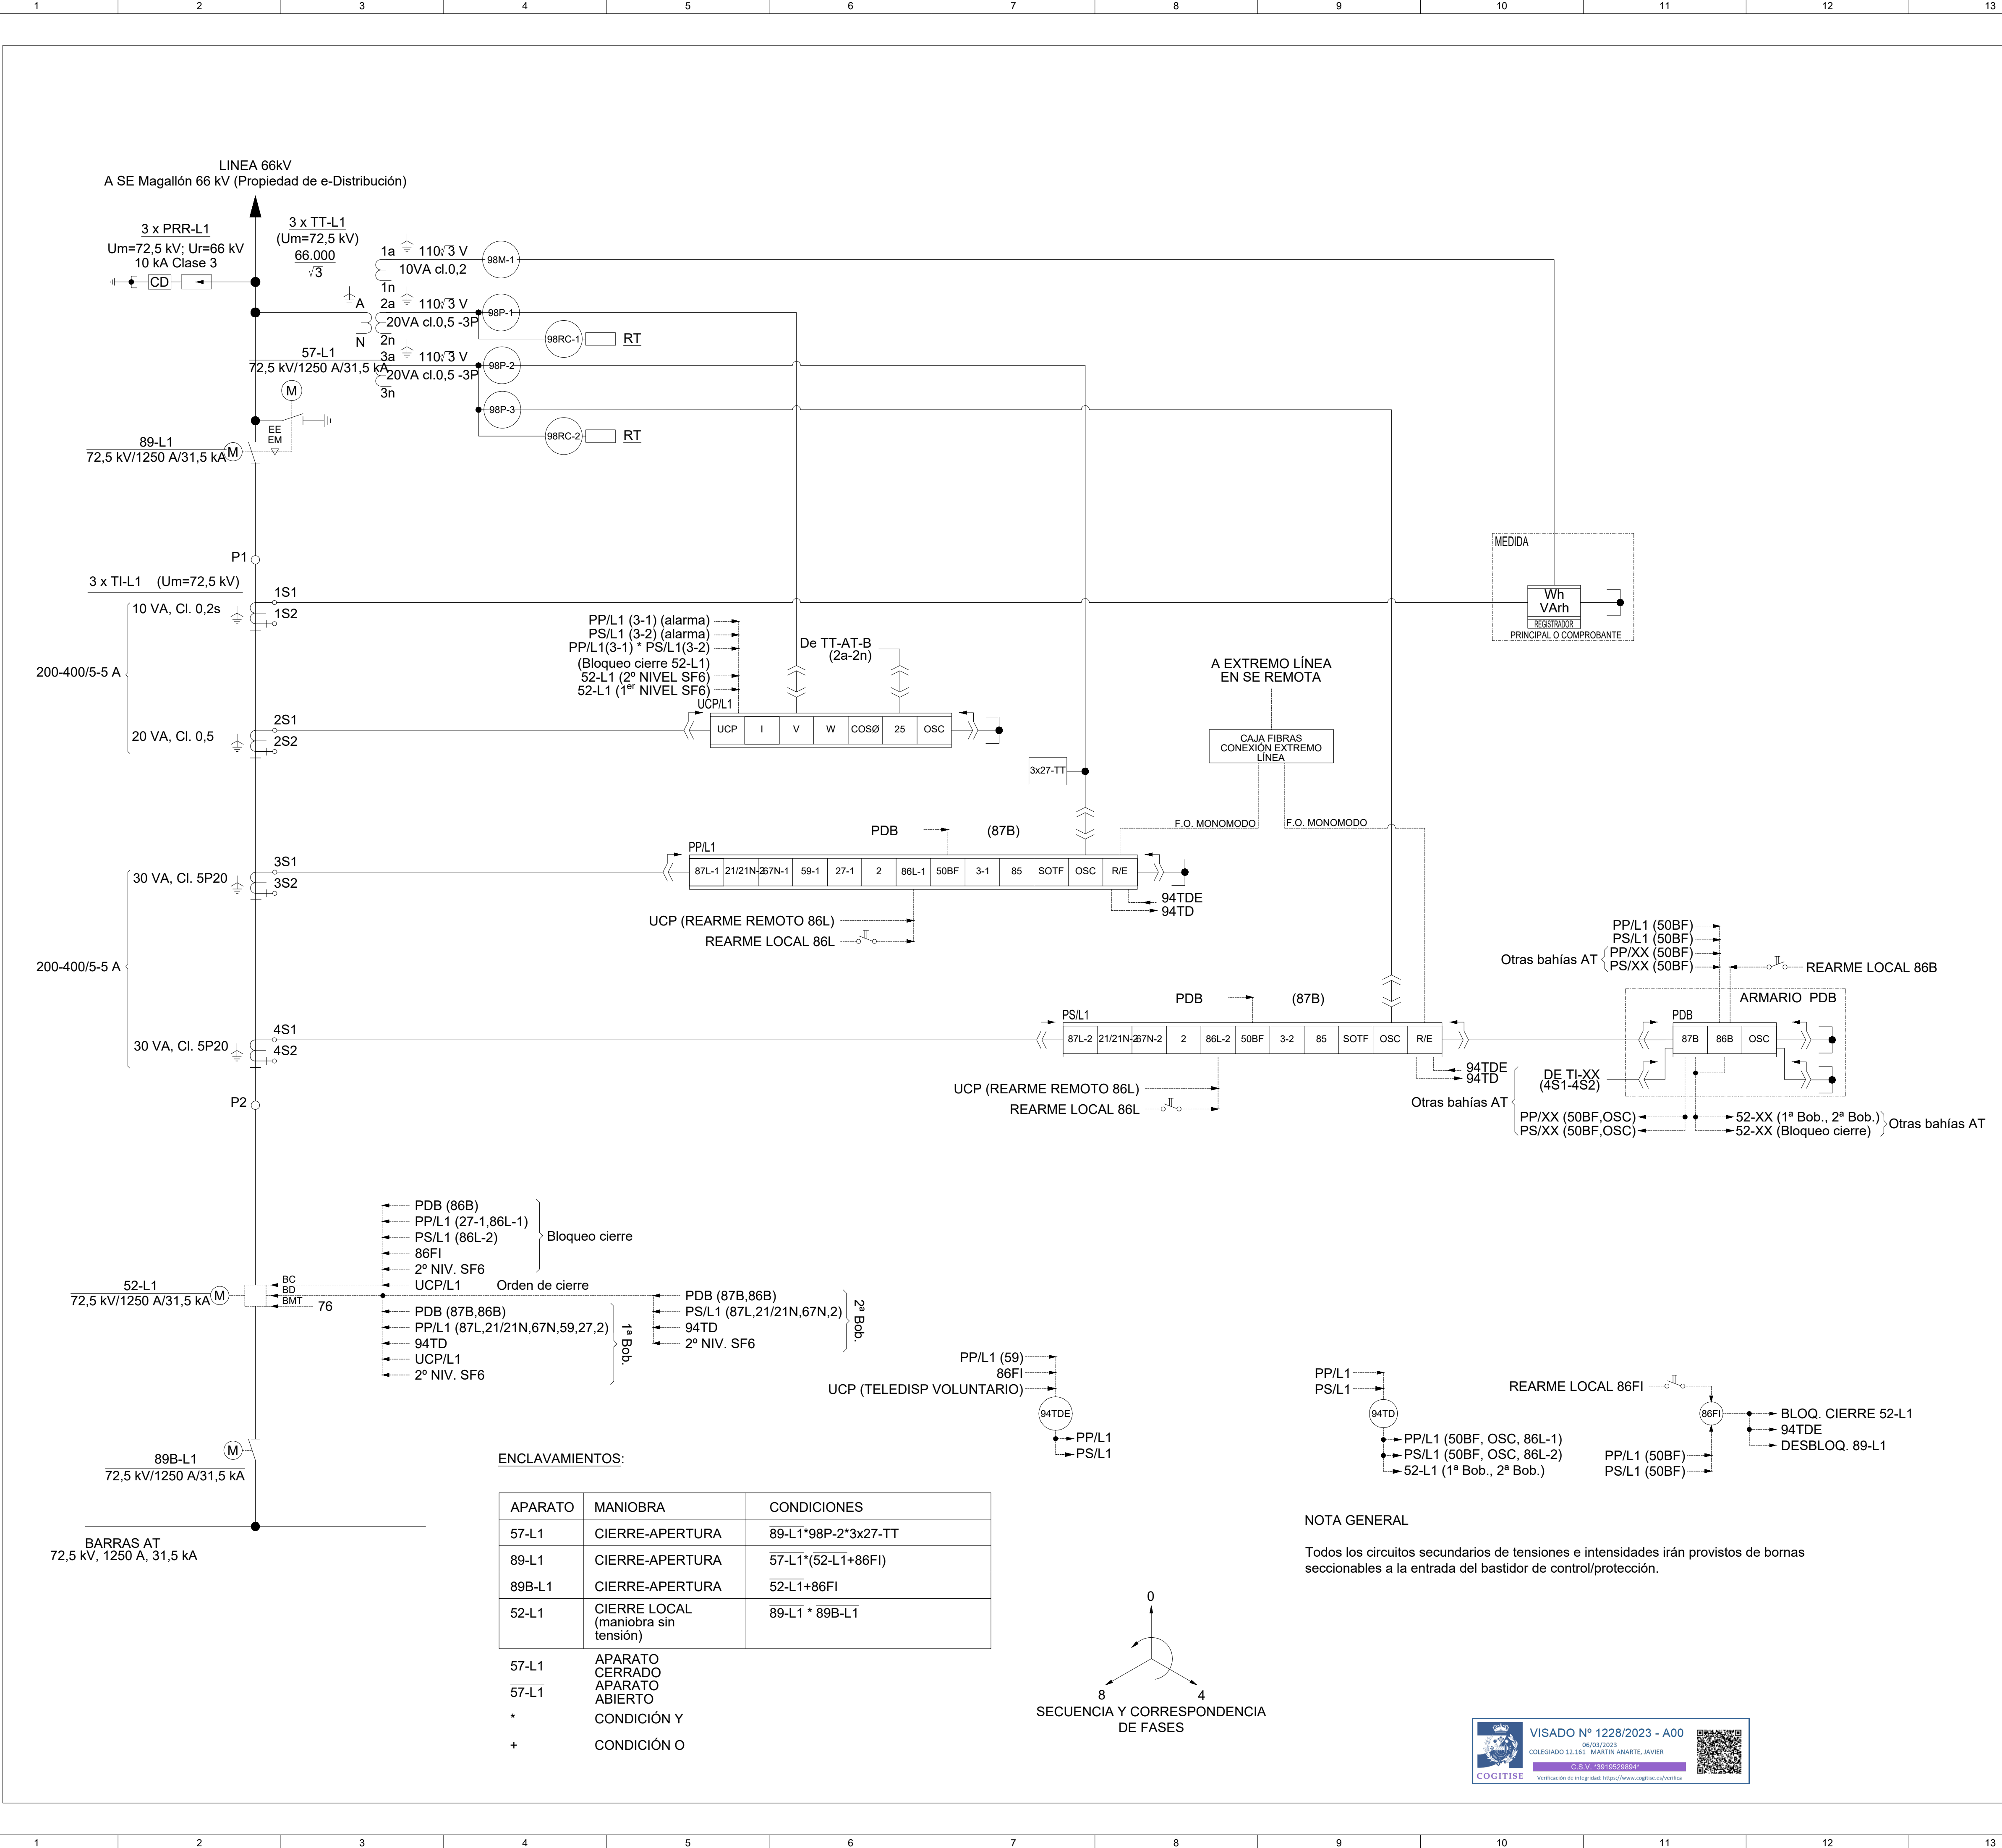 1 2 3 4 5 6 7 8 9 10 11 12 13
LINEA 66kV
A SE Magallón 66 kV (Propiedad de e-Distribución)
3 x PRR-L1
Um=72,5 kV; Ur=66 kV
10 kA Clase 3
CD
3 x TT-L1
(Um=72,5 kV)
66.000
√3
1a 110:√3 V
10VA cl.0,2
1n
98M-1
A
N
2a 110:√3 V
20VA cl.0,5 -3P
2n
98P-1
98RC-1 RT
3a 110:√3 V
20VA cl.0,5 -3P
3n
98P-2
98P-3
98RC-2 RT
57-L1
72,5 kV/1250 A/31,5 kA
M
EE
EM
89-L1
72,5 kV/1250 A/31,5 kA
M
P1
3 x TI-L1 (Um=72,5 kV)
10 VA, Cl. 0,2s
1S1
1S2
200-400/5-5 A
20 VA, Cl. 0,5
2S1
2S2
30 VA, Cl. 5P20
3S1
3S2
200-400/5-5 A
30 VA, Cl. 5P20
4S1
4S2
P2
MEDIDA
Wh
VArh
REGISTRADOR
PRINCIPAL O COMPROBANTE
PP/L1 (3-1) (alarma)
PS/L1 (3-2) (alarma)
PP/L1(3-1) * PS/L1(3-2)
(Bloqueo cierre 52-L1)
52-L1 (2º NIVEL SF6)
52-L1 (1er NIVEL SF6)
De TT-AT-B
(2a-2n)
UCP/L1
UCP I V W COSØ 25 OSC
A EXTREMO LÍNEA
EN SE REMOTA
CAJA FIBRAS
CONEXIÓN EXTREMO
LÍNEA
3x27-TT
F.O. MONOMODO F.O. MONOMODO
PDB (87B)
PP/L1
87L-1 21/21N-2 67N-1 59-1 27-1 2 86L-1 50BF 3-1 85 SOTF OSC R/E
94TDE
94TD
UCP (REARME REMOTO 86L)
REARME LOCAL 86L
PDB (87B)
PS/L1
87L-2 21/21N-2 67N-2 2 86L-2 50BF 3-2 85 SOTF OSC R/E
94TDE
94TD
UCP (REARME REMOTO 86L)
REARME LOCAL 86L
PP/L1 (50BF)
PS/L1 (50BF)
Otras bahías AT
PP/XX (50BF)
PS/XX (50BF)
REARME LOCAL 86B
ARMARIO PDB
PDB
87B 86B OSC
DE TI-XX
(4S1-4S2)
Otras bahías AT
PP/XX (50BF,OSC)
PS/XX (50BF,OSC)
52-XX (1ª Bob., 2ª Bob.)
52-XX (Bloqueo cierre)
Otras bahías AT
PDB (86B)
PP/L1 (27-1,86L-1)
PS/L1 (86L-2)
86FI
2º NIV. SF6
Bloqueo cierre
UCP/L1 Orden de cierre
52-L1
72,5 kV/1250 A/31,5 kA
M
BC
BD
BMT
76
PDB (87B,86B)
PP/L1 (87L,21/21N,67N,59,27,2)
94TD
UCP/L1
2º NIV. SF6
1ª Bob.
PDB (87B,86B)
PS/L1 (87L,21/21N,67N,2)
94TD
2º NIV. SF6
2ª Bob.
PP/L1 (59)
86FI
UCP (TELEDISP VOLUNTARIO)
94TDE
PP/L1
PS/L1
PP/L1
PS/L1
94TD
PP/L1 (50BF, OSC, 86L-1)
PS/L1 (50BF, OSC, 86L-2)
52-L1 (1ª Bob., 2ª Bob.)
REARME LOCAL 86FI
86FI
PP/L1 (50BF)
PS/L1 (50BF)
BLOQ. CIERRE 52-L1
94TDE
DESBLOQ. 89-L1
89B-L1
72,5 kV/1250 A/31,5 kA
M
BARRAS AT
72,5 kV, 1250 A, 31,5 kA
ENCLAVAMIENTOS:
APARATO MANIOBRA CONDICIONES
57-L1 CIERRE-APERTURA 89-L1*98P-2*3x27-TT
89-L1 CIERRE-APERTURA 57-L1*(52-L1+86FI)
89B-L1 CIERRE-APERTURA 52-L1+86FI
52-L1 CIERRE LOCAL 89-L1 * 89B-L1
(maniobra sin
tensión)
57-L1 APARATO
CERRADO
57-L1 APARATO
ABIERTO
* CONDICIÓN Y
+ CONDICIÓN O
NOTA GENERAL
Todos los circuitos secundarios de tensiones e intensidades irán provistos de bornas
seccionables a la entrada del bastidor de control/protección.
0
8 4
SECUENCIA Y CORRESPONDENCIA
DE FASES
COGITISE
VISADO Nº 1228/2023 - A00
06/03/2023
COLEGIADO 12.161 MARTIN ANARTE, JAVIER
C.S.V. *3919529894*
Verificación de integridad: https://www.cogitise.es/verifica
1 2 3 4 5 6 7 8 9 10 11 12 13